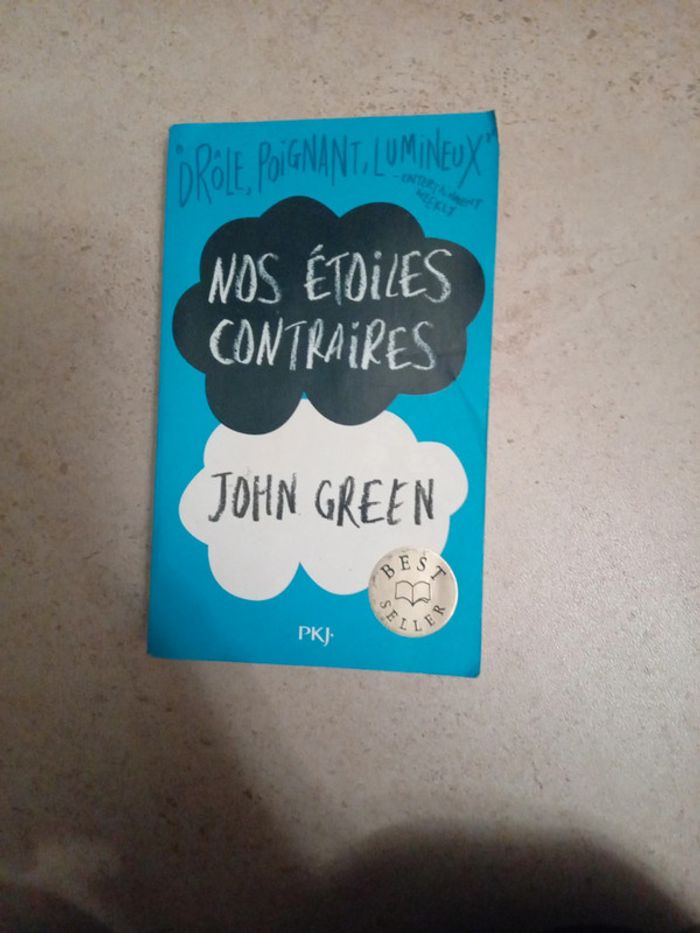 "DRÔLE, POIGNANT, LUMINEUX"
- ENTERTAINMENT
WEEKLY
NOS ÉTOILES
CONTRAIRES
JOHN GREEN
BEST
SELLER
PKJ·